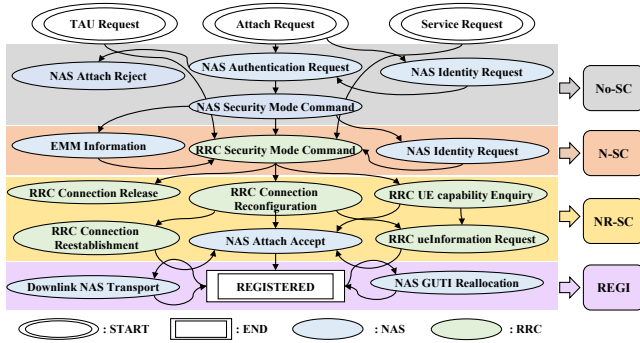 TAU Request
Attach Request
Service Request
NAS Attach Reject
NAS Authentication Request
NAS Identity Request
No-SC
NAS Security Mode Command
EMM Information
RRC Security Mode Command
NAS Identity Request
N-SC
RRC Connection Release
RRC Connection
Reconfiguration
RRC UE capability Enquiry
NR-SC
RRC Connection
Reestablishment
NAS Attach Accept
RRC ueInformation Request
Downlink NAS Transport
REGISTERED
NAS GUTI Reallocation
REGI
: START
: END
: NAS
: RRC